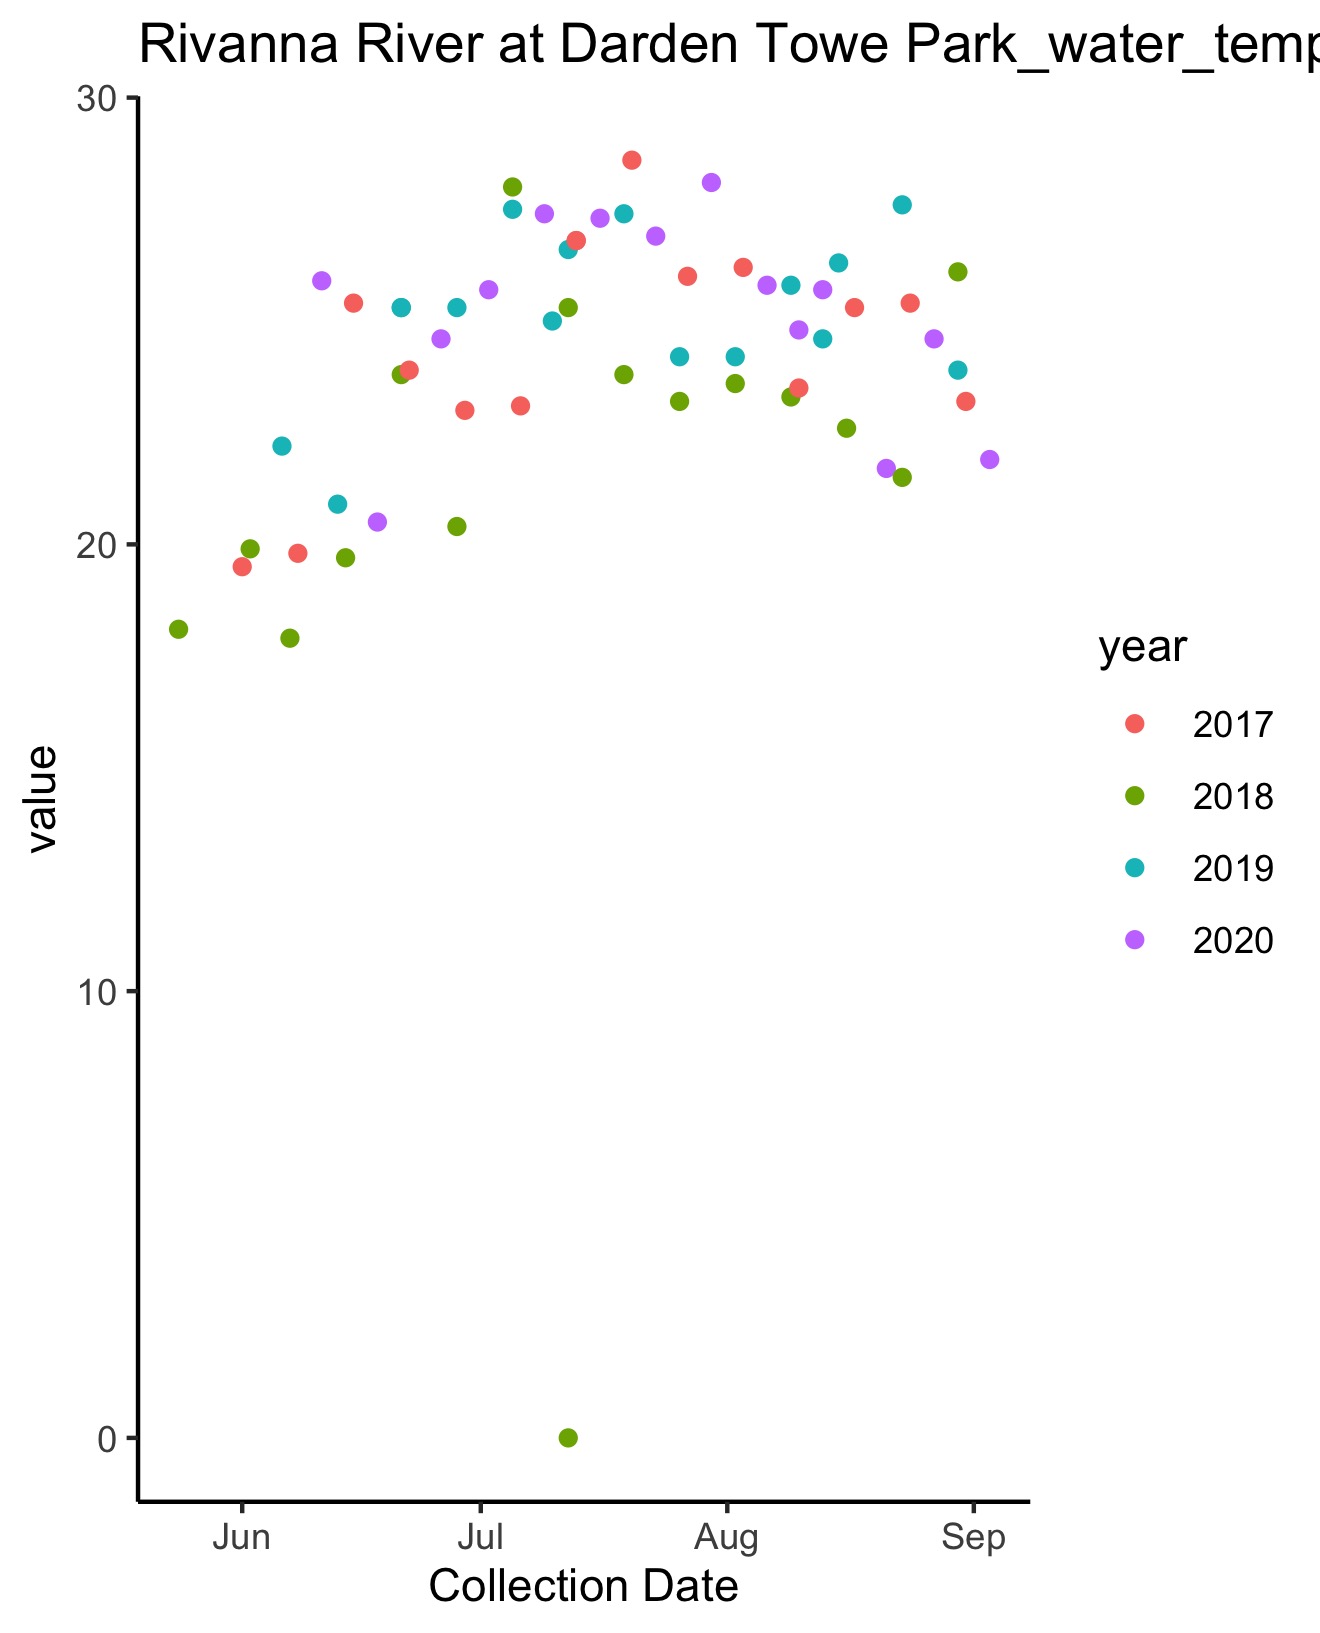 Rivanna River at Darden Towe Park_water_temp
30
20
10
0
value
Jun Jul Aug Sep
Collection Date
year
2017
2018
2019
2020